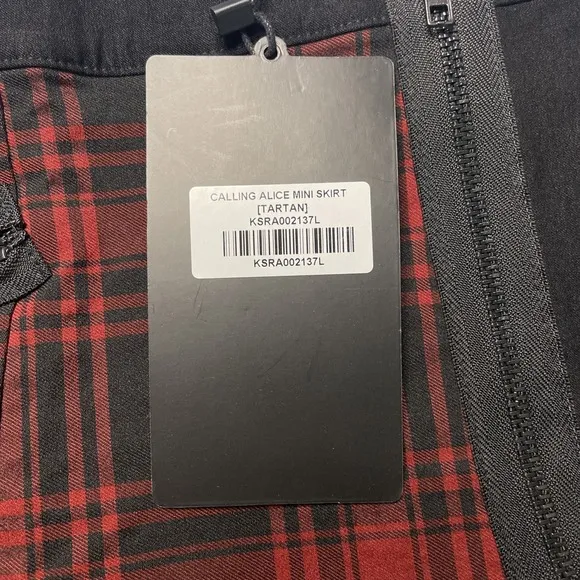 CALLING ALICE MINI SKIRT
[TARTAN]
KSRA002137L
KSRA002137L